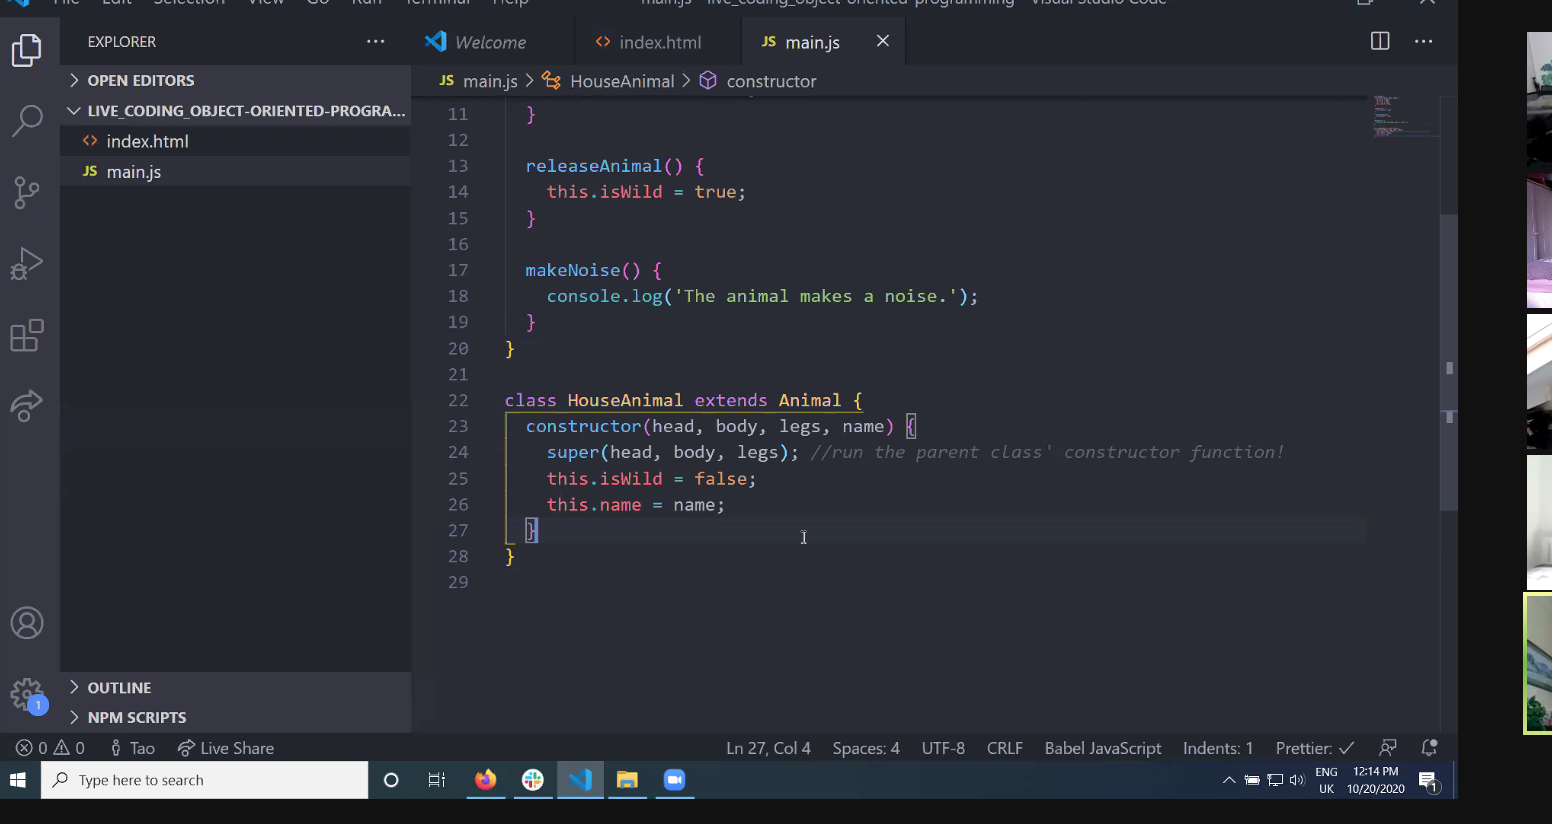 File Edit Selection View Go Run Terminal Help main.js - live_coding_object-oriented-programming - Visual Studio Code
EXPLORER
Welcome
index.html
JS main.js
OPEN EDITORS
JS main.js HouseAnimal constructor
LIVE_CODING_OBJECT-ORIENTED-PROGRA...
index.html
JS main.js
11 }
12
13 releaseAnimal() {
14 this.isWild = true;
15 }
16
17 makeNoise() {
18 console.log('The animal makes a noise.');
19 }
20 }
21
22 class HouseAnimal extends Animal {
23 constructor(head, body, legs, name) {
24 super(head, body, legs); //run the parent class' constructor function!
25 this.isWild = false;
26 this.name = name;
27 }
28 }
29
OUTLINE
NPM SCRIPTS
1
0 0 Tao Live Share Ln 27, Col 4 Spaces: 4 UTF-8 CRLF Babel JavaScript Indents: 1 Prettier:
Type here to search
ENG
UK
12:14 PM
10/20/2020
1